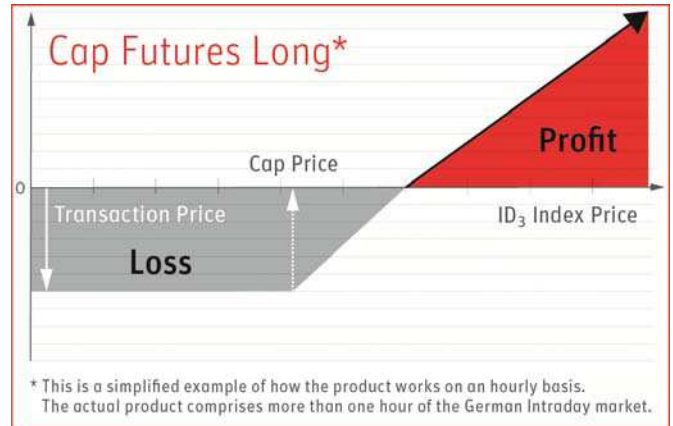 Cap Futures Long*
Cap Price
0
Transaction Price
Profit
ID₃ Index Price
Loss
* This is a simplified example of how the product works on an hourly basis.
The actual product comprises more than one hour of the German Intraday market.